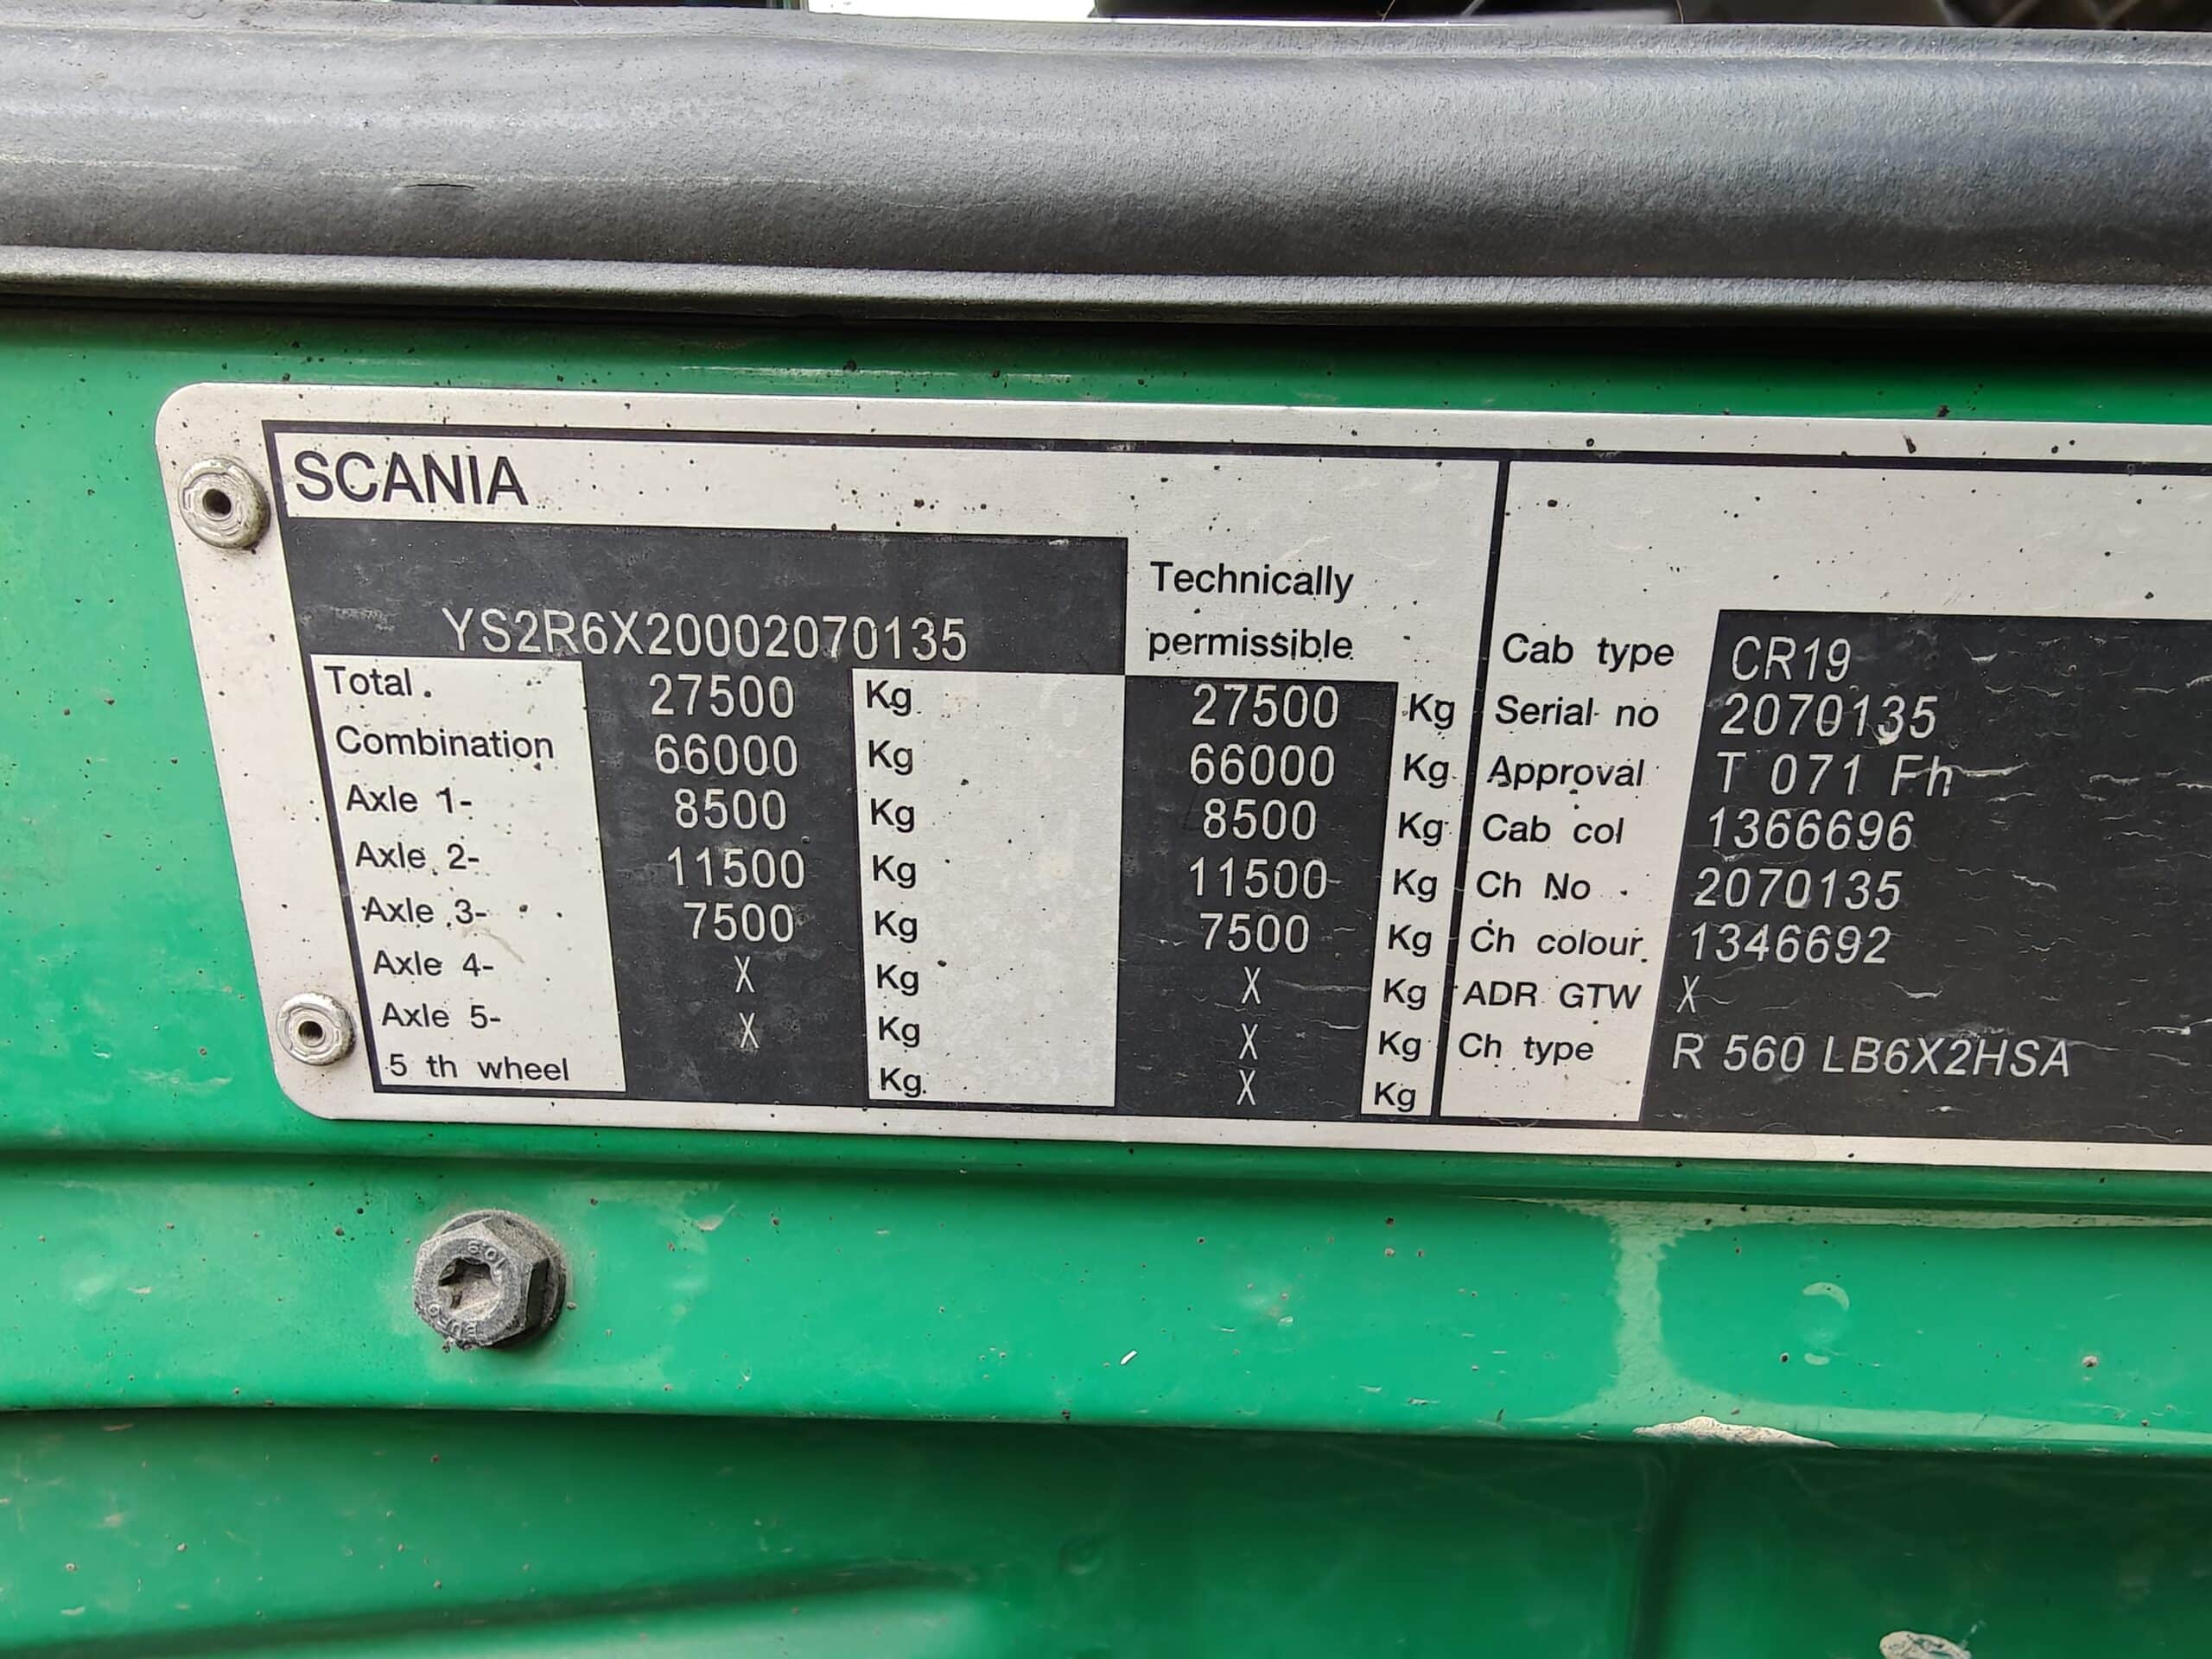 SCANIA
Technically
permissible
YS2R6X20002070135
Total 27500 Kg 27500 Kg
Combination 66000 Kg 66000 Kg
Axle 1- 8500 Kg 8500 Kg
Axle 2- 11500 Kg 11500 Kg
Axle 3- 7500 Kg 7500 Kg
Axle 4- X Kg X Kg
Axle 5- X Kg X Kg
5 th wheel Kg X Kg
Cab type CR19
Serial no 2070135
Approval T 071 Fh
Cab col 1366696
Ch No 2070135
Ch colour 1346692
ADR GTW X
Ch type R 560 LB6X2HSA
10.9